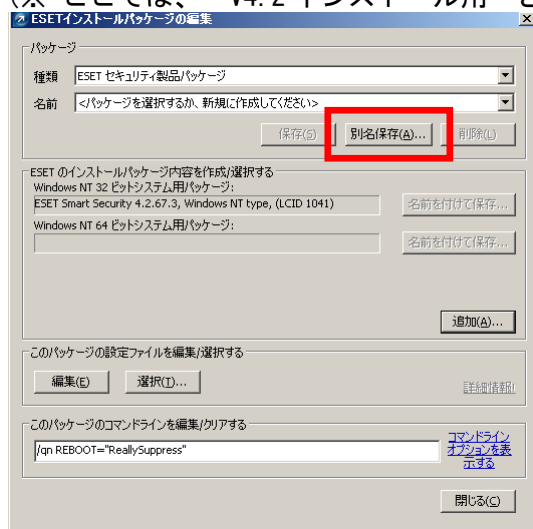 ESETインストールパッケージの編集
パッケージ
種類 ESET セキュリティ製品パッケージ
名前 <パッケージを選択するか、新規に作成してください>
(保存(S) 別名保存(A)... 削除(L)
ESET のインストールパッケージ内容を作成/選択する
Windows NT 32 ビットシステム用パッケージ:
ESET Smart Security 4.2.67.3, Windows NT type, (LCID 1041) 名前を付けて保存...
Windows NT 64 ビットシステム用パッケージ:
名前を付けて保存...
追加(A)...
このパッケージの設定ファイルを編集/選択する
編集(E) 選択(T)... 詳細情報!
このパッケージのコマンドラインを編集/クリアする
/qn REBOOT="ReallySuppress" コマンドライン
オプションを表
示する
閉じる(C)